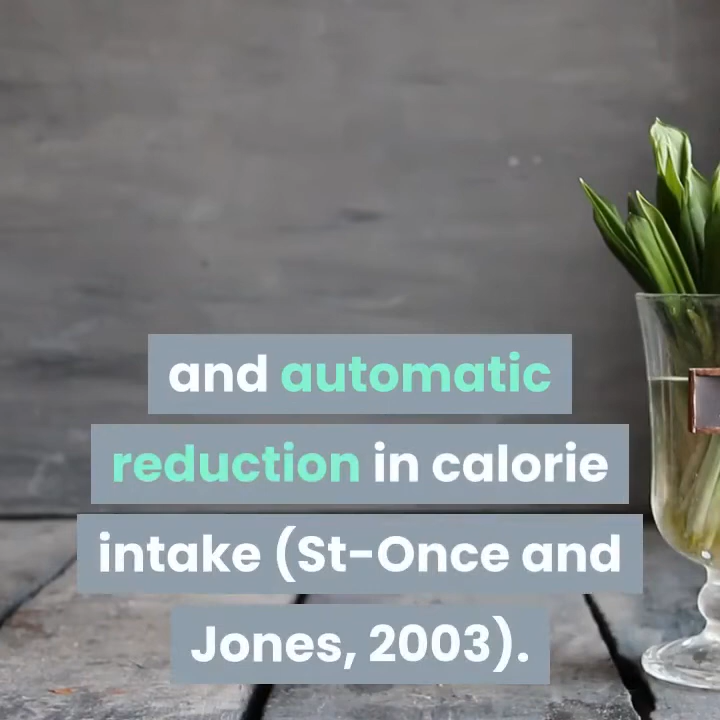 and automatic
reduction in calorie
intake (St-Once and
Jones, 2003).